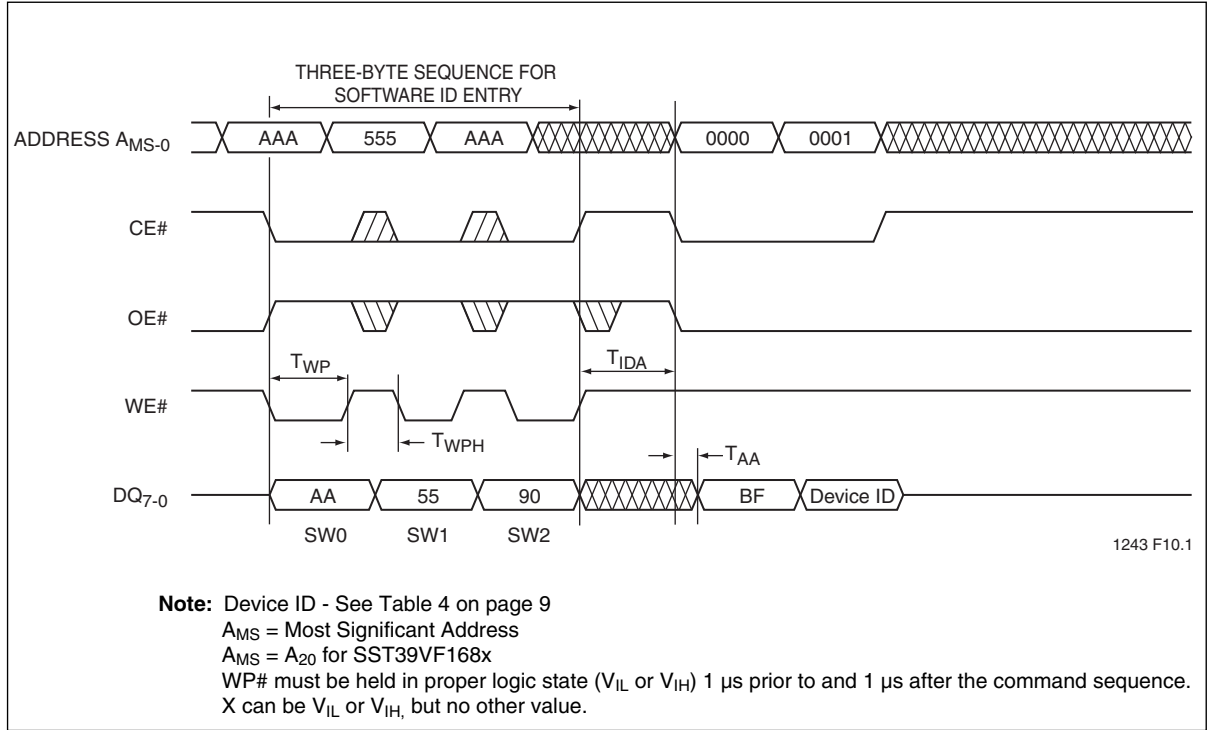 THREE-BYTE SEQUENCE FOR
SOFTWARE ID ENTRY
ADDRESS AMS-0
AAA 555 AAA 0000 0001
CE#
OE#
TWP TIDA
WE#
TWPH
TAA
DQ7-0
AA 55 90 BF Device ID
SW0 SW1 SW2
1243 F10.1
Note: Device ID - See Table 4 on page 9
AMS = Most Significant Address
AMS = A20 for SST39VF168x
WP# must be held in proper logic state (VIL or VIH) 1 µs prior to and 1 µs after the command sequence.
X can be VIL or VIH, but no other value.